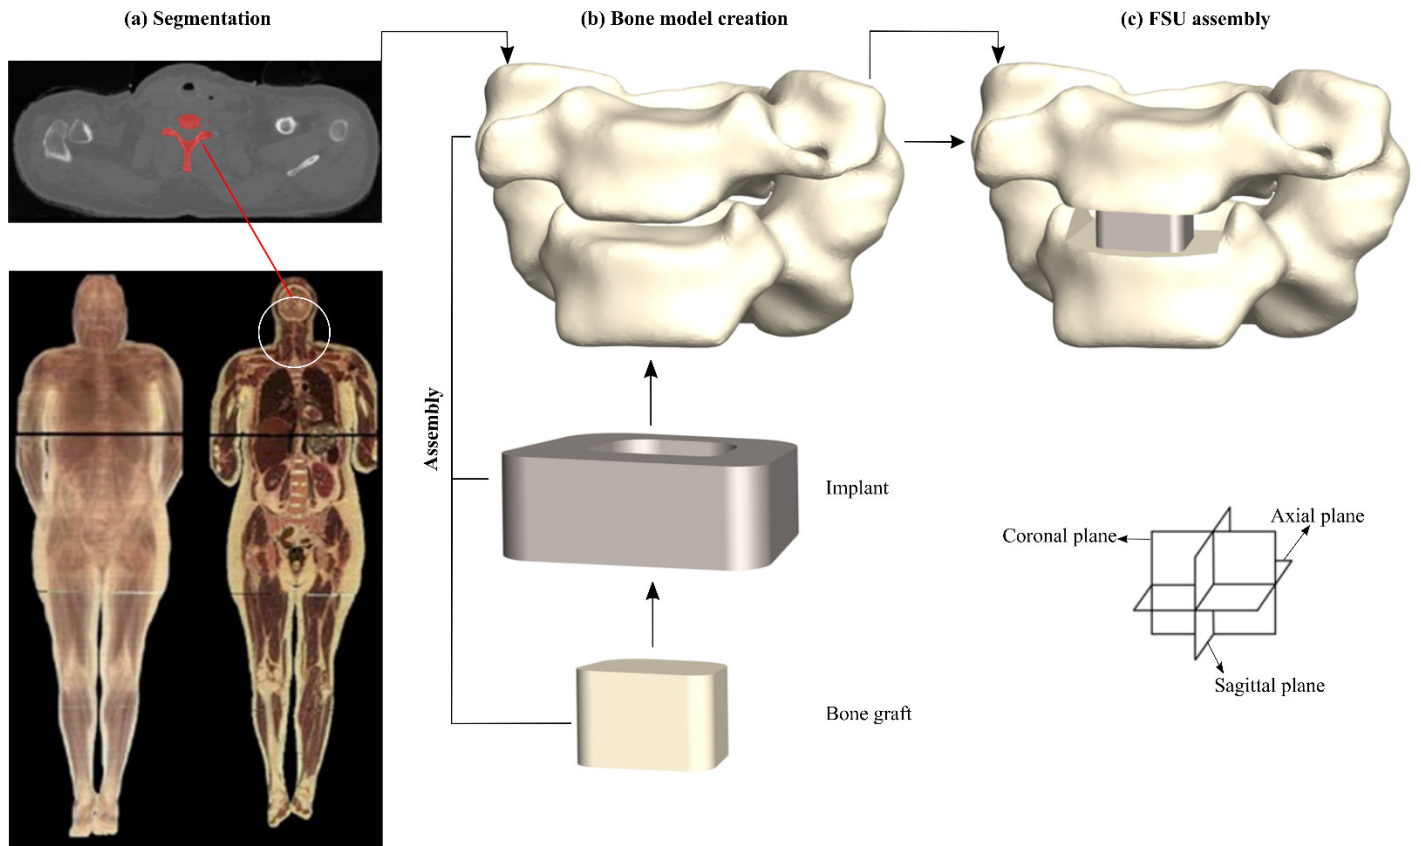 (a) Segmentation
(b) Bone model creation
(c) FSU assembly
Assembly
Implant
Bone graft
Coronal plane
Axial plane
Sagittal plane